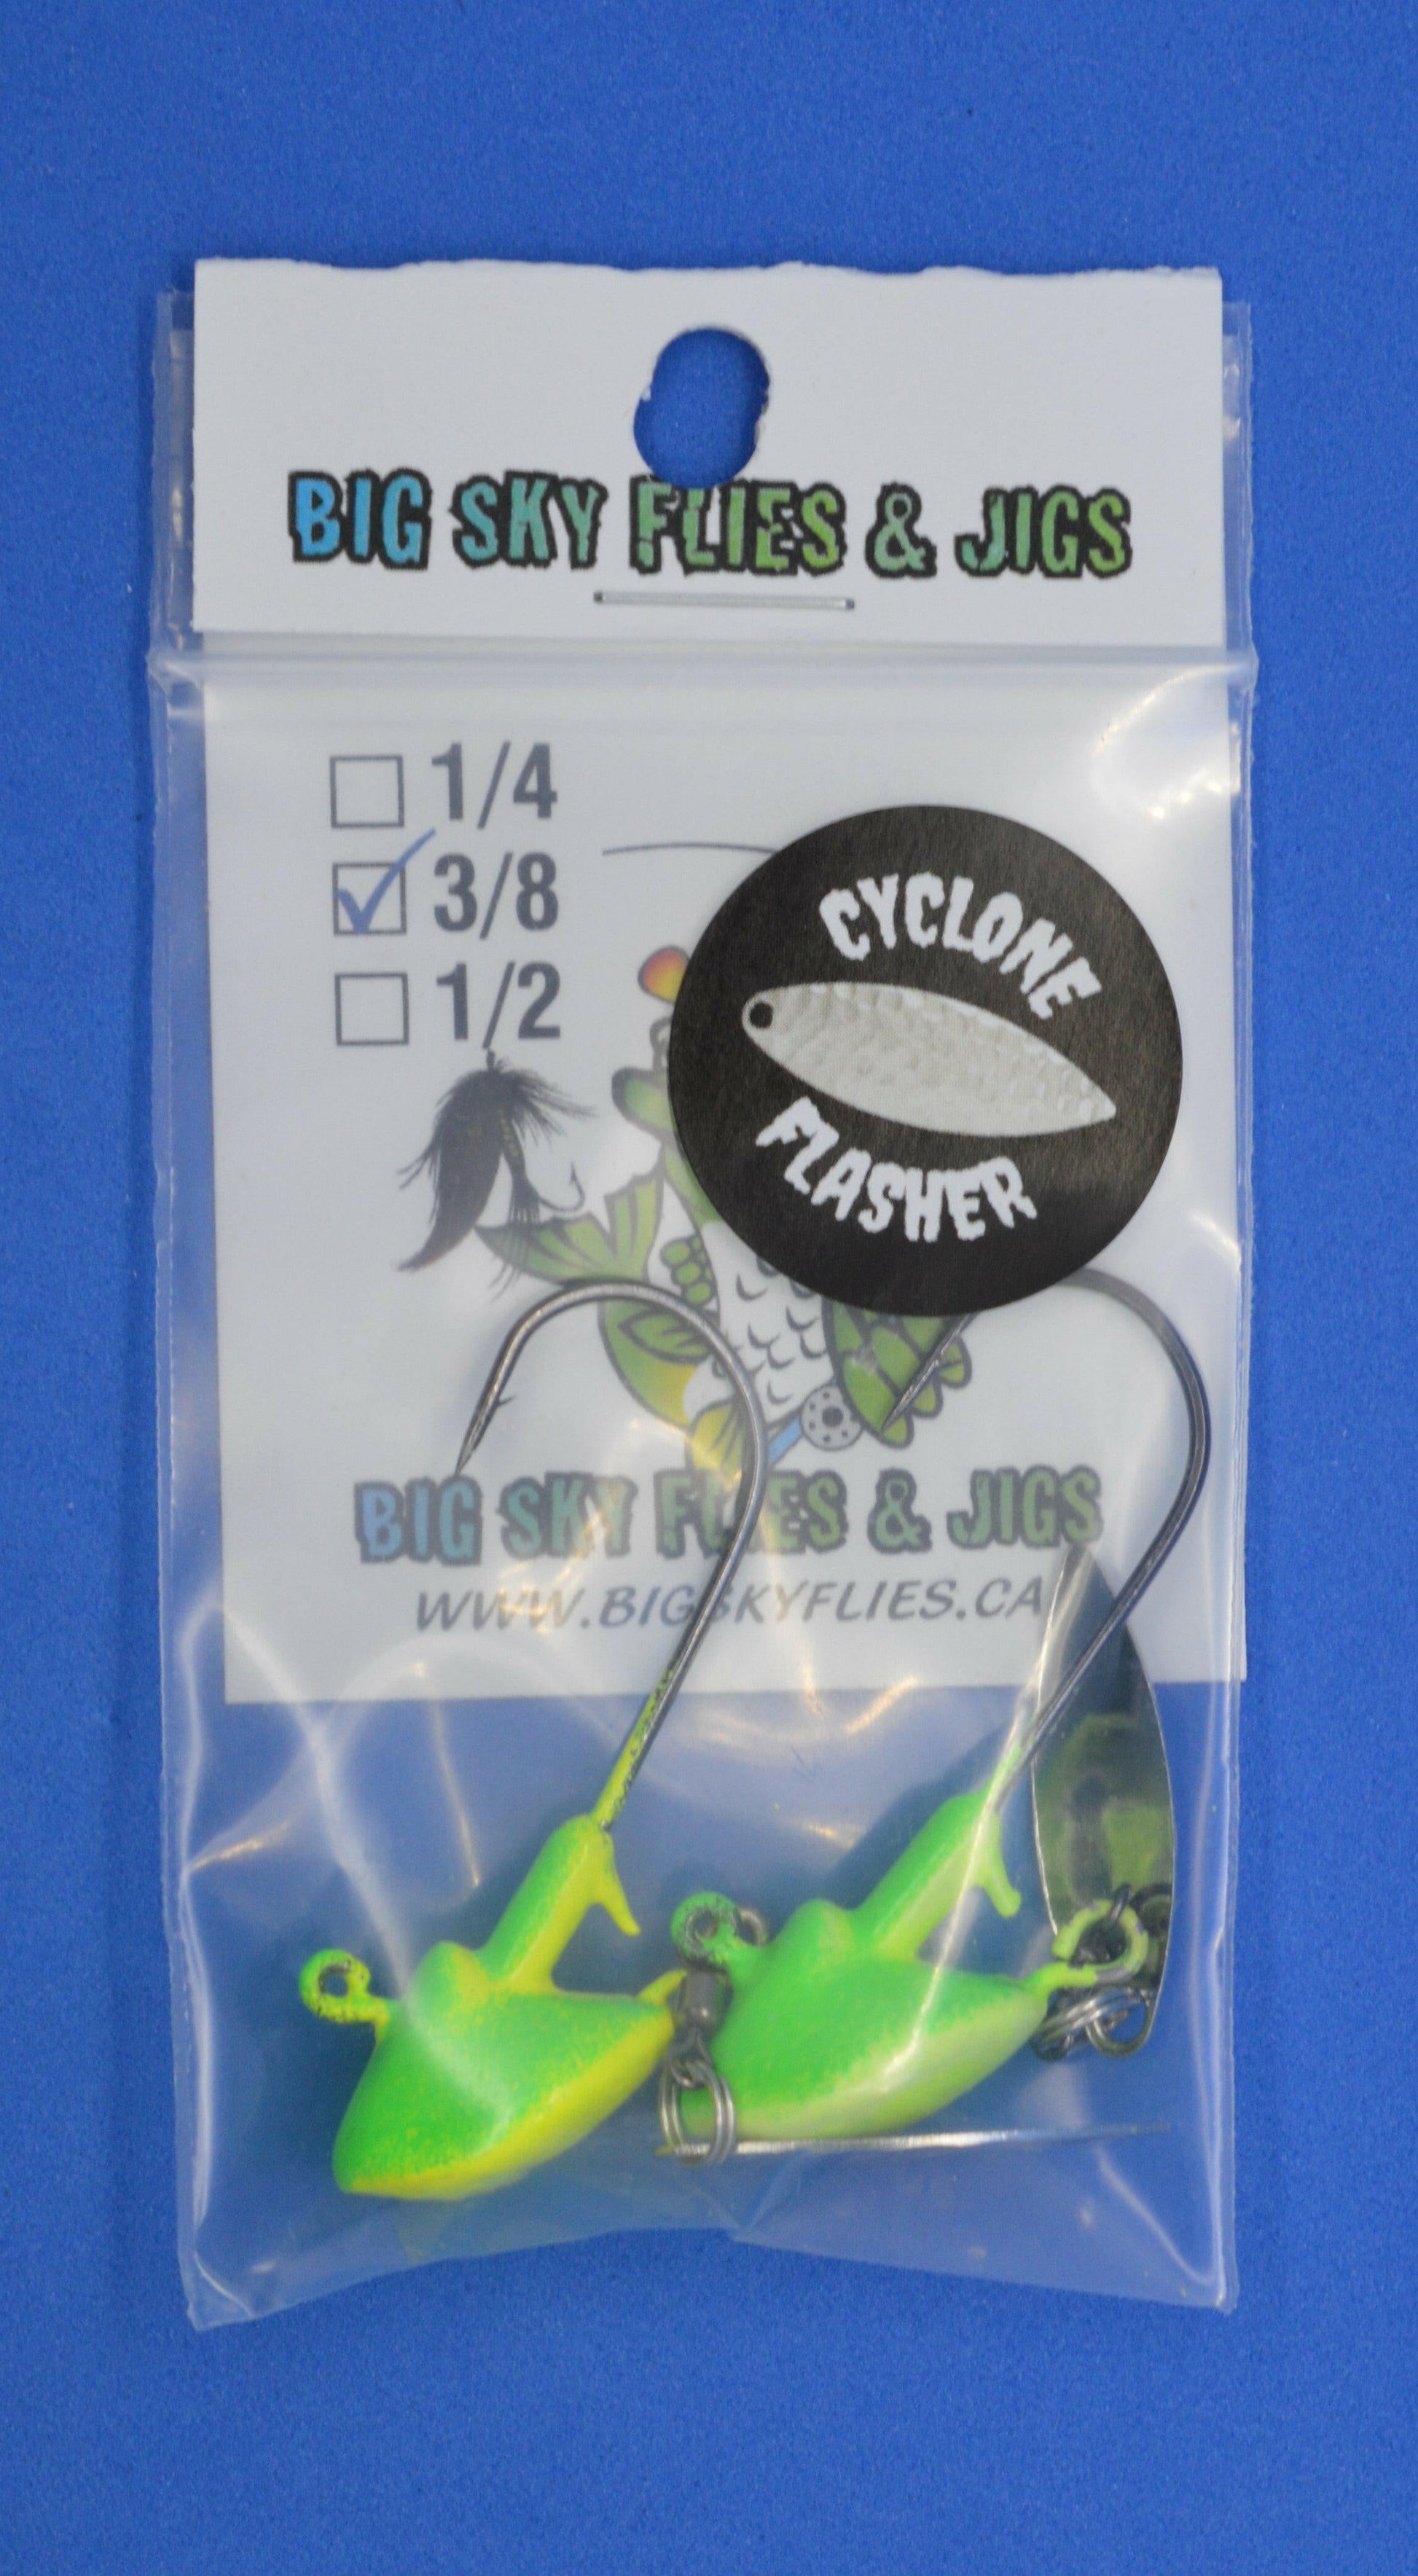 BIG SKY FLIES & JIGS
1/4
3/8
1/2
CYCLONE
FLASHER
BIG SKY FLIES & JIGS
WWW.BIGSKYFLIES.CA